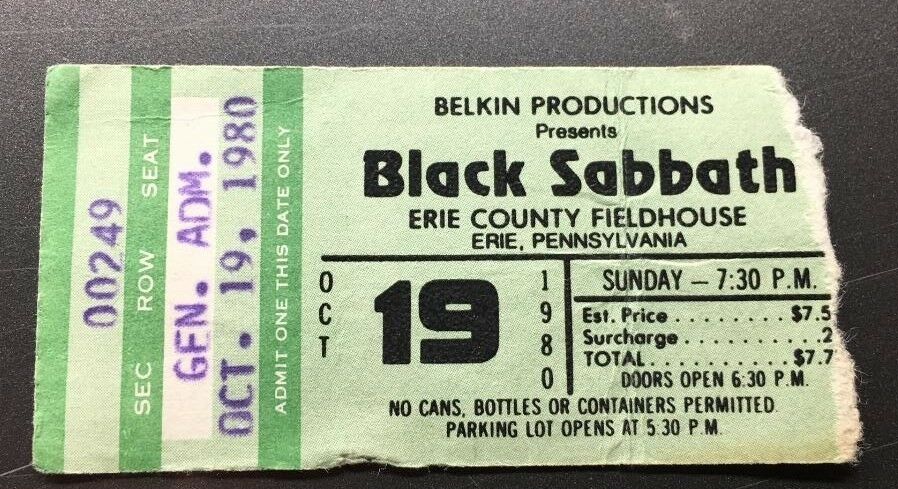 00249
SEC ROW SEAT
GEN. ADM.
OCT. 19, 1980
ADMIT ONE THIS DATE ONLY
BELKIN PRODUCTIONS
Presents
Black Sabbath
ERIE COUNTY FIELDHOUSE
ERIE, PENNSYLVANIA
OCT
19
1980
SUNDAY — 7:30 P.M.
Est. Price . . . . . . . . $7.5
Surcharge . . . . . . . . . . 2
TOTAL . . . . . . . . . . $7.7
DOORS OPEN 6:30 P.M.
NO CANS, BOTTLES OR CONTAINERS PERMITTED.
PARKING LOT OPENS AT 5:30 P.M.